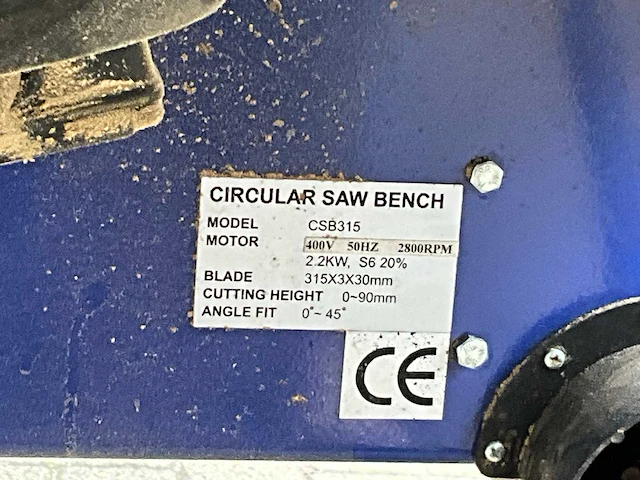 CIRCULAR SAW BENCH
MODEL CSB315
MOTOR 400V 50HZ 2800RPM
2.2KW, S6 20%
BLADE 315X3X30mm
CUTTING HEIGHT 0~90mm
ANGLE FIT 0°~ 45°
CE